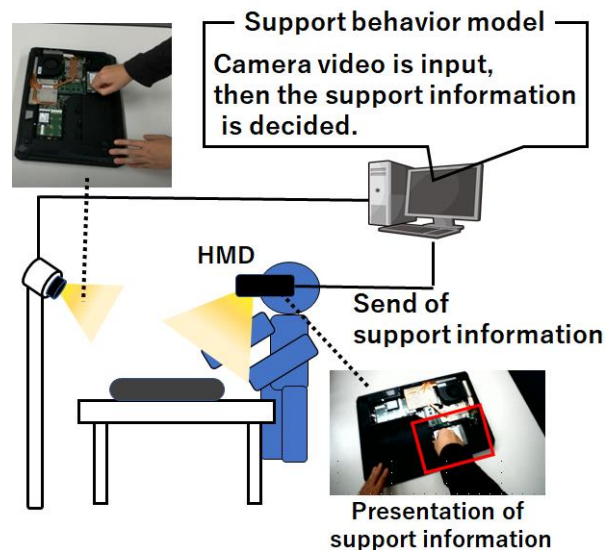 Support behavior model
Camera video is input,
then the support information
is decided.
HMD
Send of
support information
Presentation of
support information